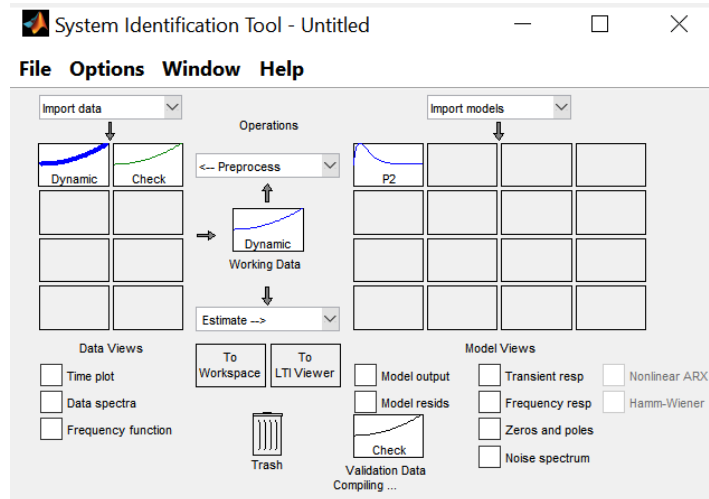 System Identification Tool - Untitled
File Options Window Help
Import data
Import models
Operations
Dynamic
Check
<-- Preprocess
P2
Dynamic
Working Data
Estimate -->
Data Views
To Workspace
To LTI Viewer
Model Views
Time plot
Data spectra
Frequency function
Model output
Model resids
Transient resp
Frequency resp
Zeros and poles
Noise spectrum
Nonlinear ARX
Hamm-Wiener
Trash
Check
Validation Data
Compiling ...